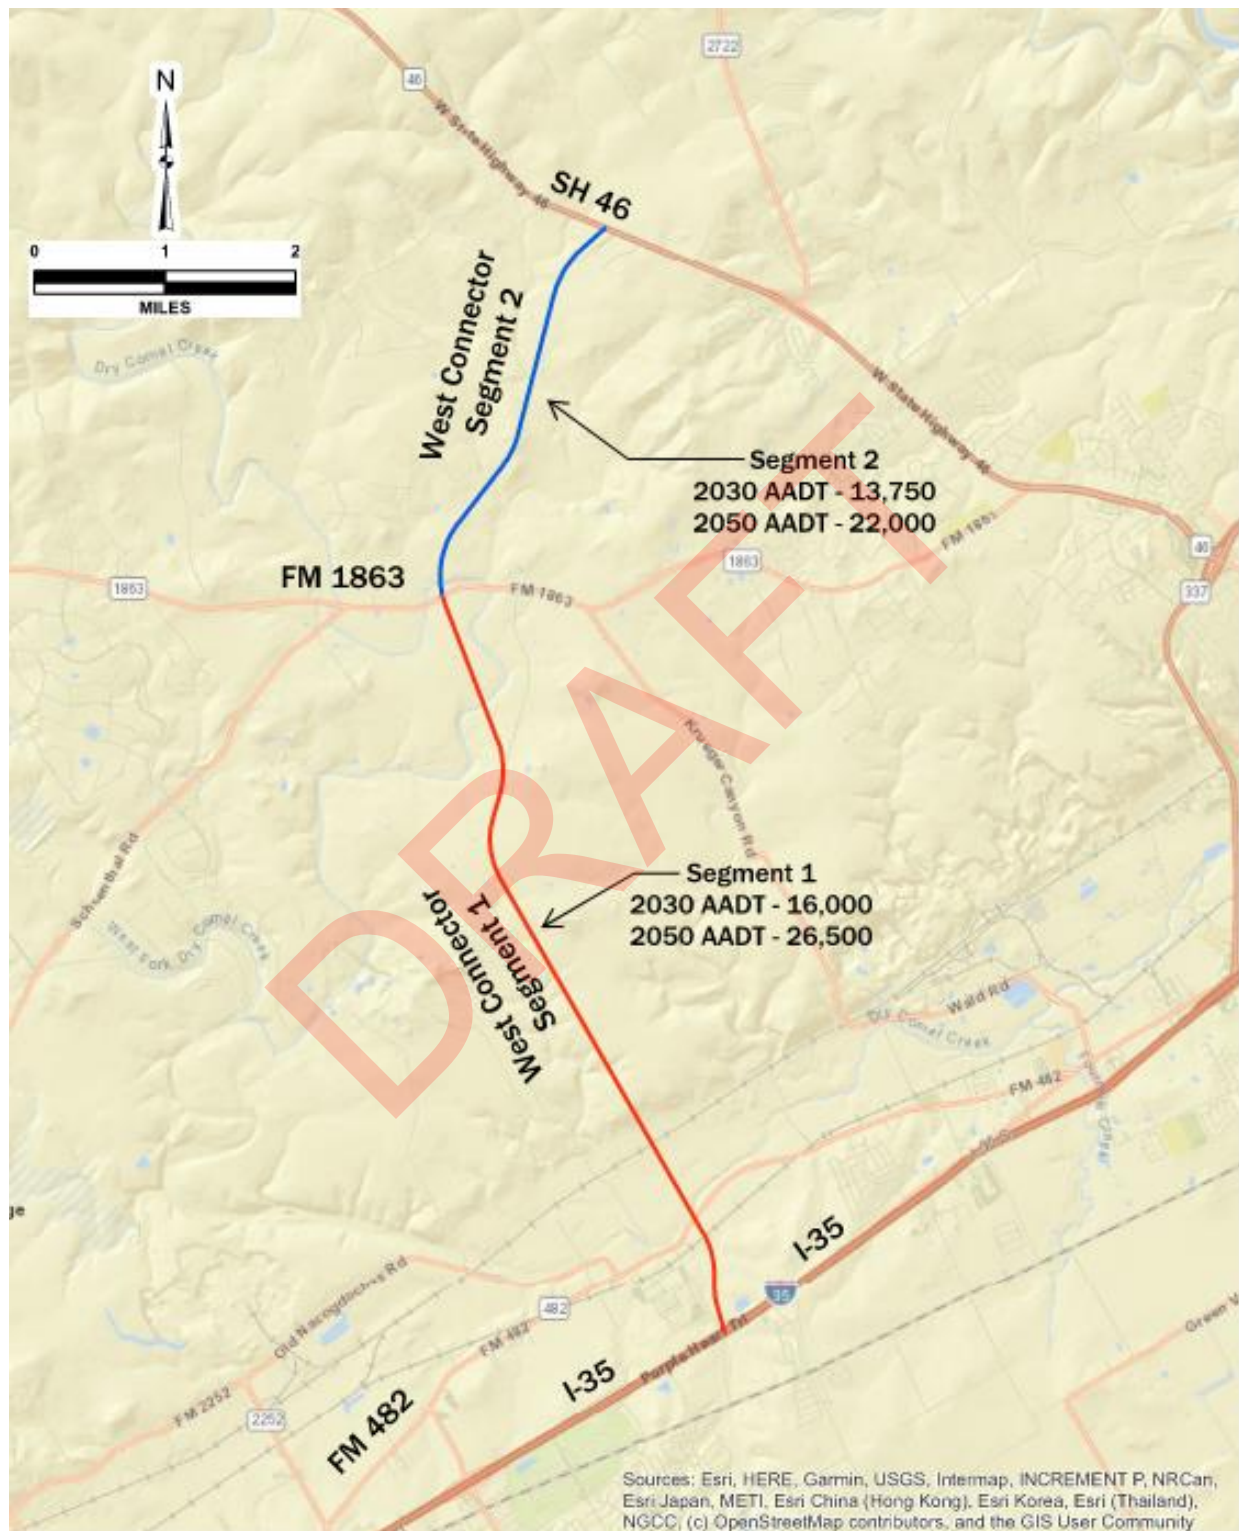 2722
46
N
W State Highway 46
SH 46
0 1 2
MILES
West Connector
Segment 2
Dry Comal Creek
W State Highway 46
Segment 2
2030 AADT - 13,750
2050 AADT - 22,000
46
FM 1863
1863
FM 1863
1863
FM 1863
337
DRAFT
Krueger Canyon Rd
Schoenthal Rd
Segment 1
2030 AADT - 16,000
2050 AADT - 26,500
West Connector
Segment 1
West Fork Dry Comal Creek
Wald Rd
Dry Comal Creek
FM 482
I-35
35
Old Nacogdoches Rd
482
FM 482
Purple Heart Trl
I-35
FM 2252
2252
FM 482
Green V
Sources: Esri, HERE, Garmin, USGS, Intermap, INCREMENT P, NRCan,
Esri Japan, METI, Esri China (Hong Kong), Esri Korea, Esri (Thailand),
NGCC, (c) OpenStreetMap contributors, and the GIS User Community